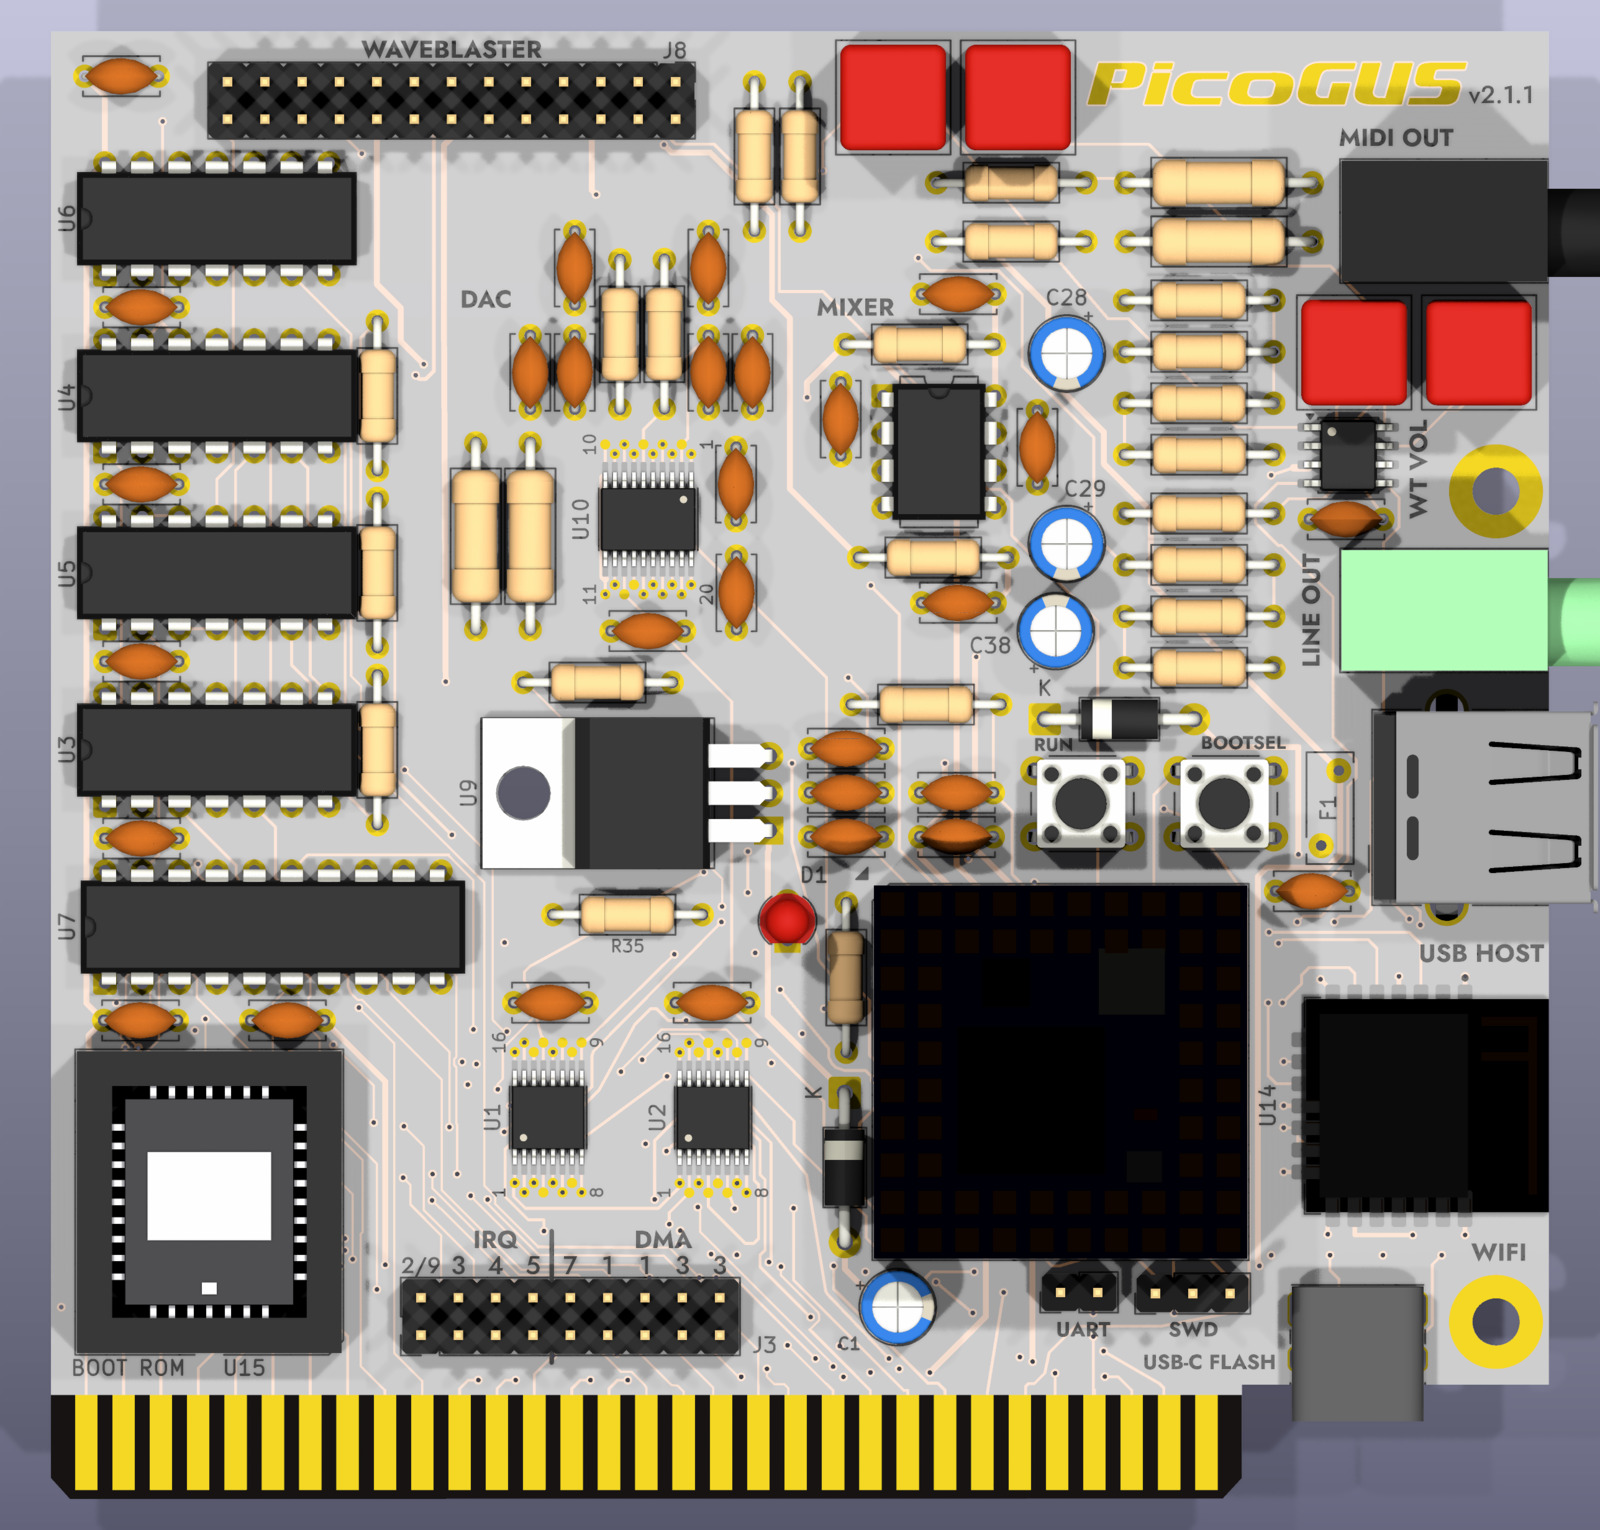 WAVEBLASTER
J8
PicoGUS
v2.1.1
MIDI OUT
U6
DAC
MIXER
C28
U4
WT VOL
10
1
U10
C29
U5
11
20
LINE OUT
C38
K
U3
RUN
BOOTSEL
U9
F1
D1
U7
R35
USB HOST
16
9
16
9
K
U1
U2
U14
1
8
1
8
IRQ
DMA
2/9 3 4 5 7 1 1 3 3
WIFI
J3
C1
UART
SWD
USB-C FLASH
BOOT ROM
U15